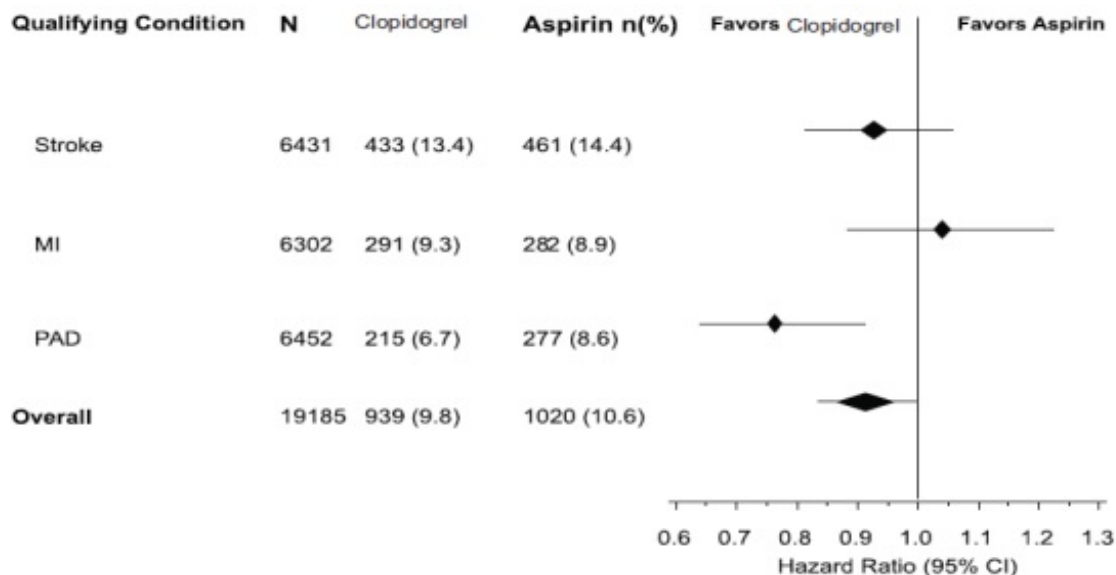 Qualifying Condition N Clopidogrel Aspirin n(%) Favors Clopidogrel Favors Aspirin
Stroke 6431 433 (13.4) 461 (14.4)
MI 6302 291 (9.3) 282 (8.9)
PAD 6452 215 (6.7) 277 (8.6)
Overall 19185 939 (9.8) 1020 (10.6)
0.6 0.7 0.8 0.9 1.0 1.1 1.2 1.3
Hazard Ratio (95% CI)